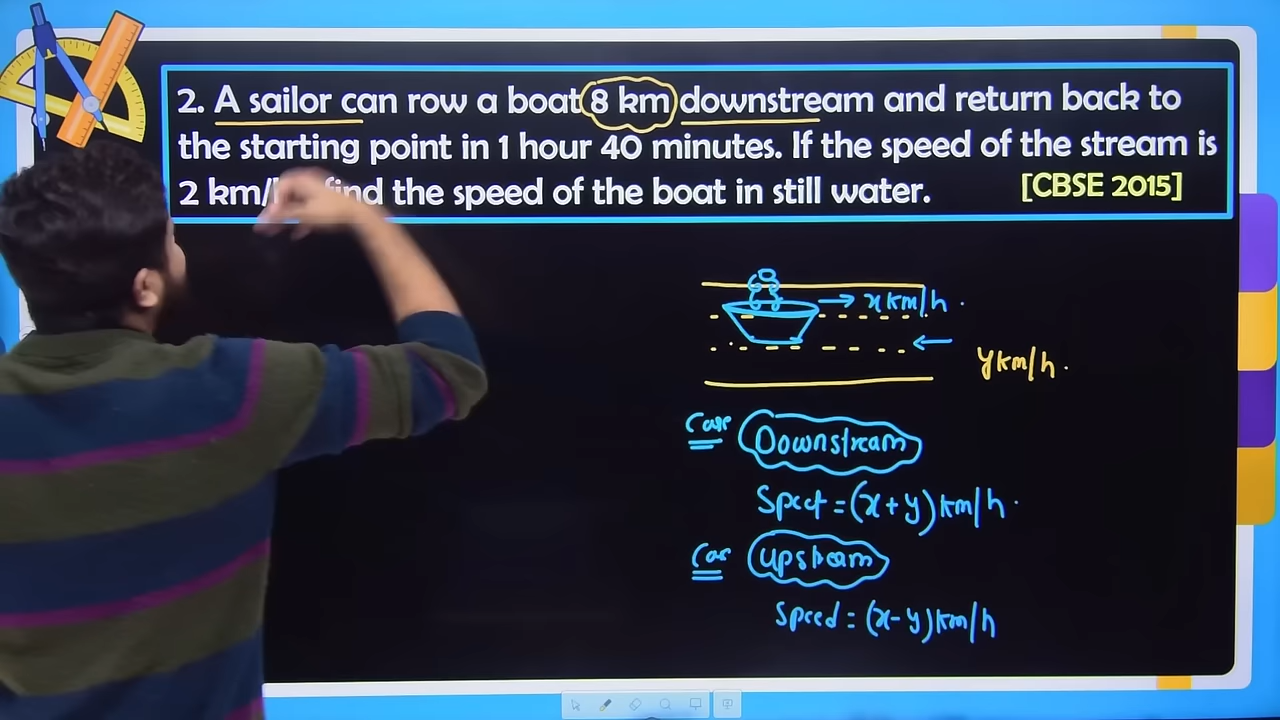 2. A sailor can row a boat 8 km downstream and return back to
the starting point in 1 hour 40 minutes. If the speed of the stream is
2 km/ find the speed of the boat in still water. [CBSE 2015]
x km/h.
y km/h.
Case Downstream
Speed = (x+y) km/h.
Case Upstream
Speed = (x-y) km/h